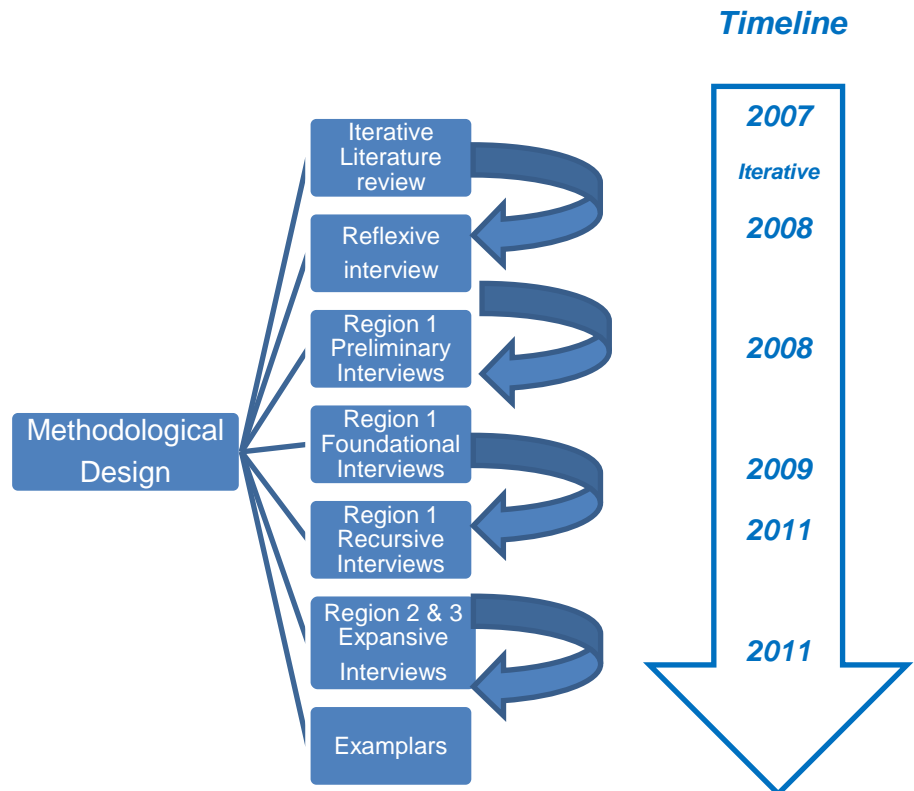 Timeline
2007
Iterative
2008
2008
2009
2011
2011
Methodological
Design
Iterative
Literature
review
Reflexive
interview
Region 1
Preliminary
Interviews
Region 1
Foundational
Interviews
Region 1
Recursive
Interviews
Region 2 & 3
Expansive
Interviews
Examplars